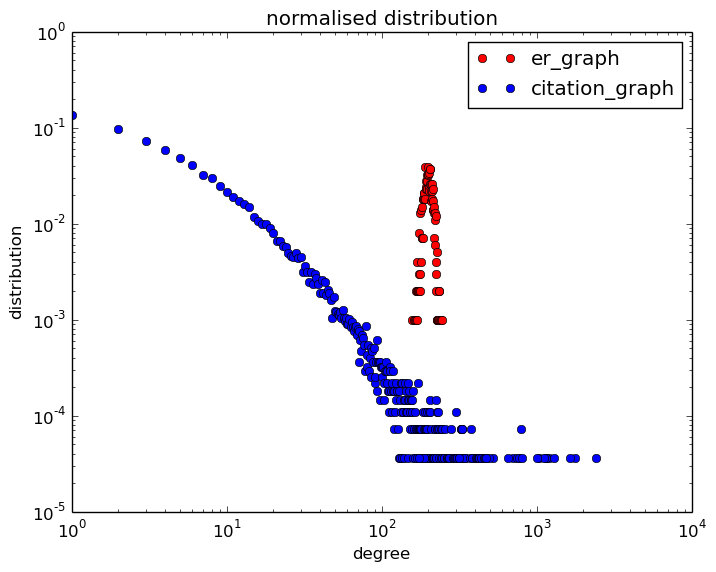 normalised distribution
er_graph
citation_graph
distribution
10^0
10^-1
10^-2
10^-3
10^-4
10^-5
10^0 10^1 10^2 10^3 10^4
degree